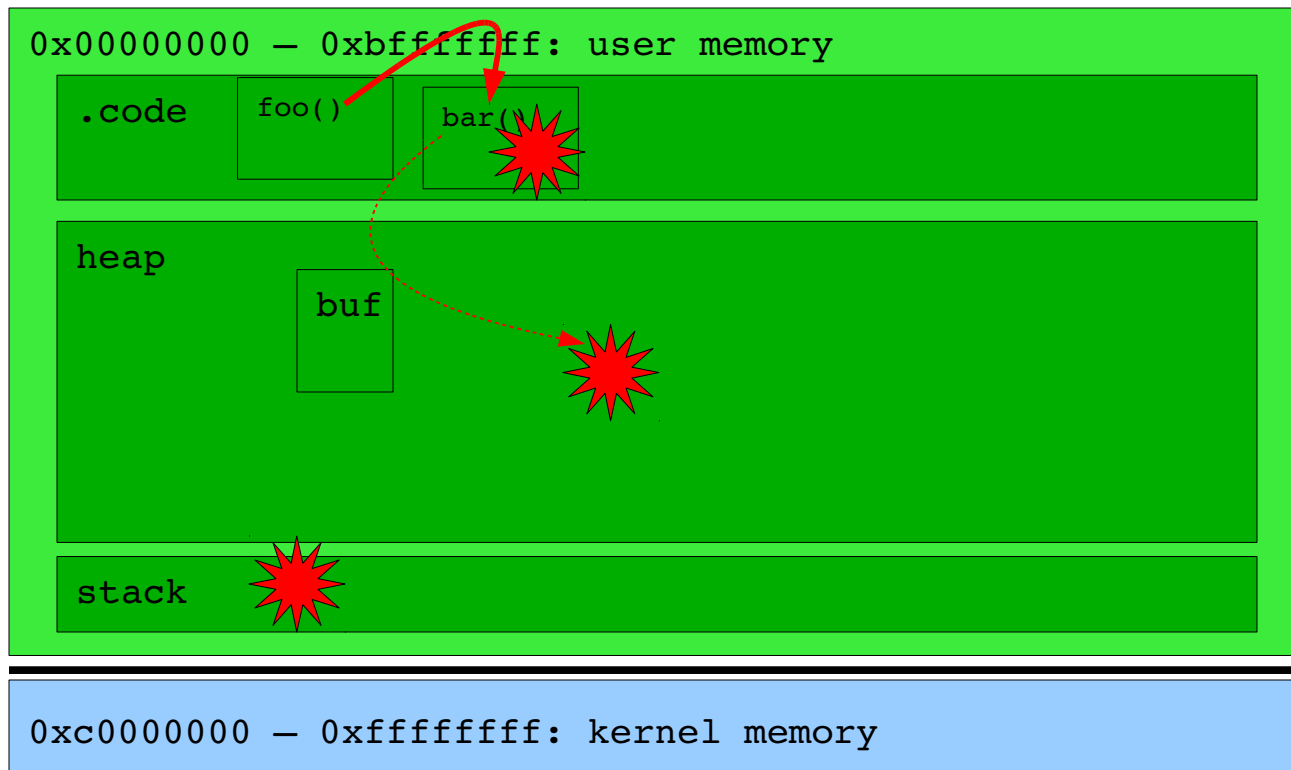 0x00000000 – 0xbfffffff: user memory
.code
foo()
bar()
heap
buf
stack
0xc0000000 – 0xffffffff: kernel memory